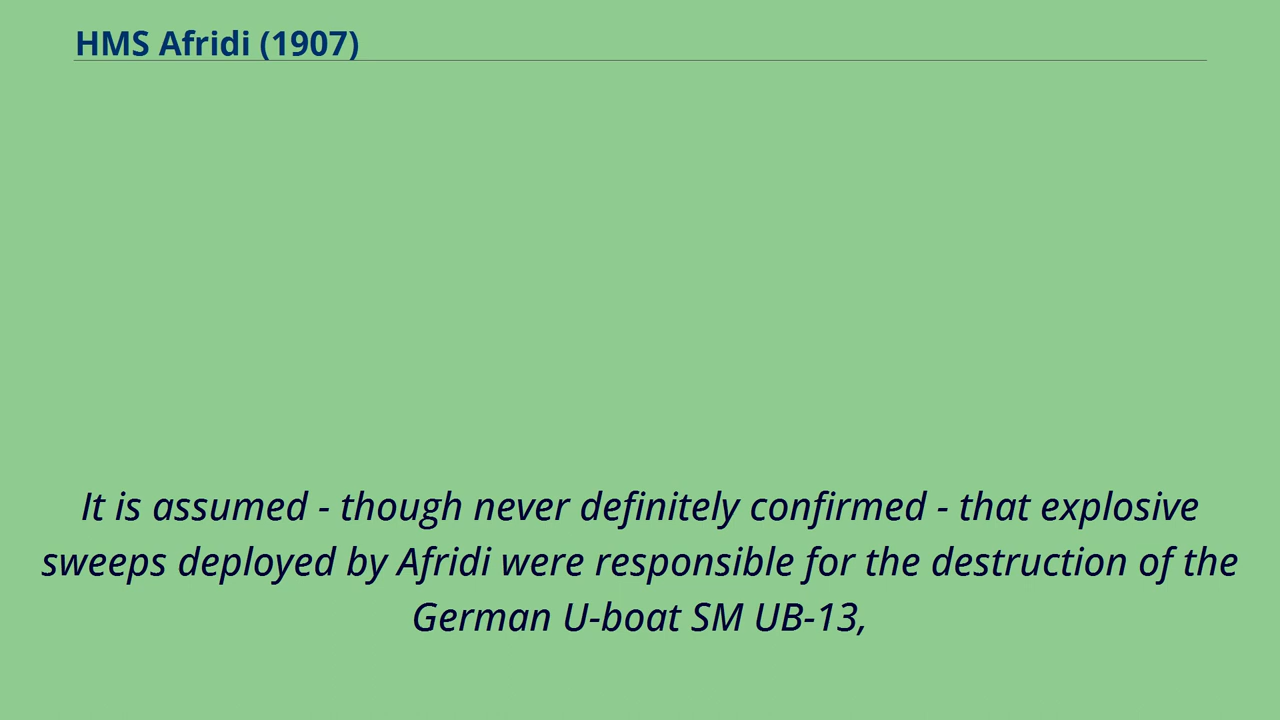 HMS Afridi (1907)
It is assumed - though never definitely confirmed - that explosive
sweeps deployed by Afridi were responsible for the destruction of the
German U-boat SM UB-13,